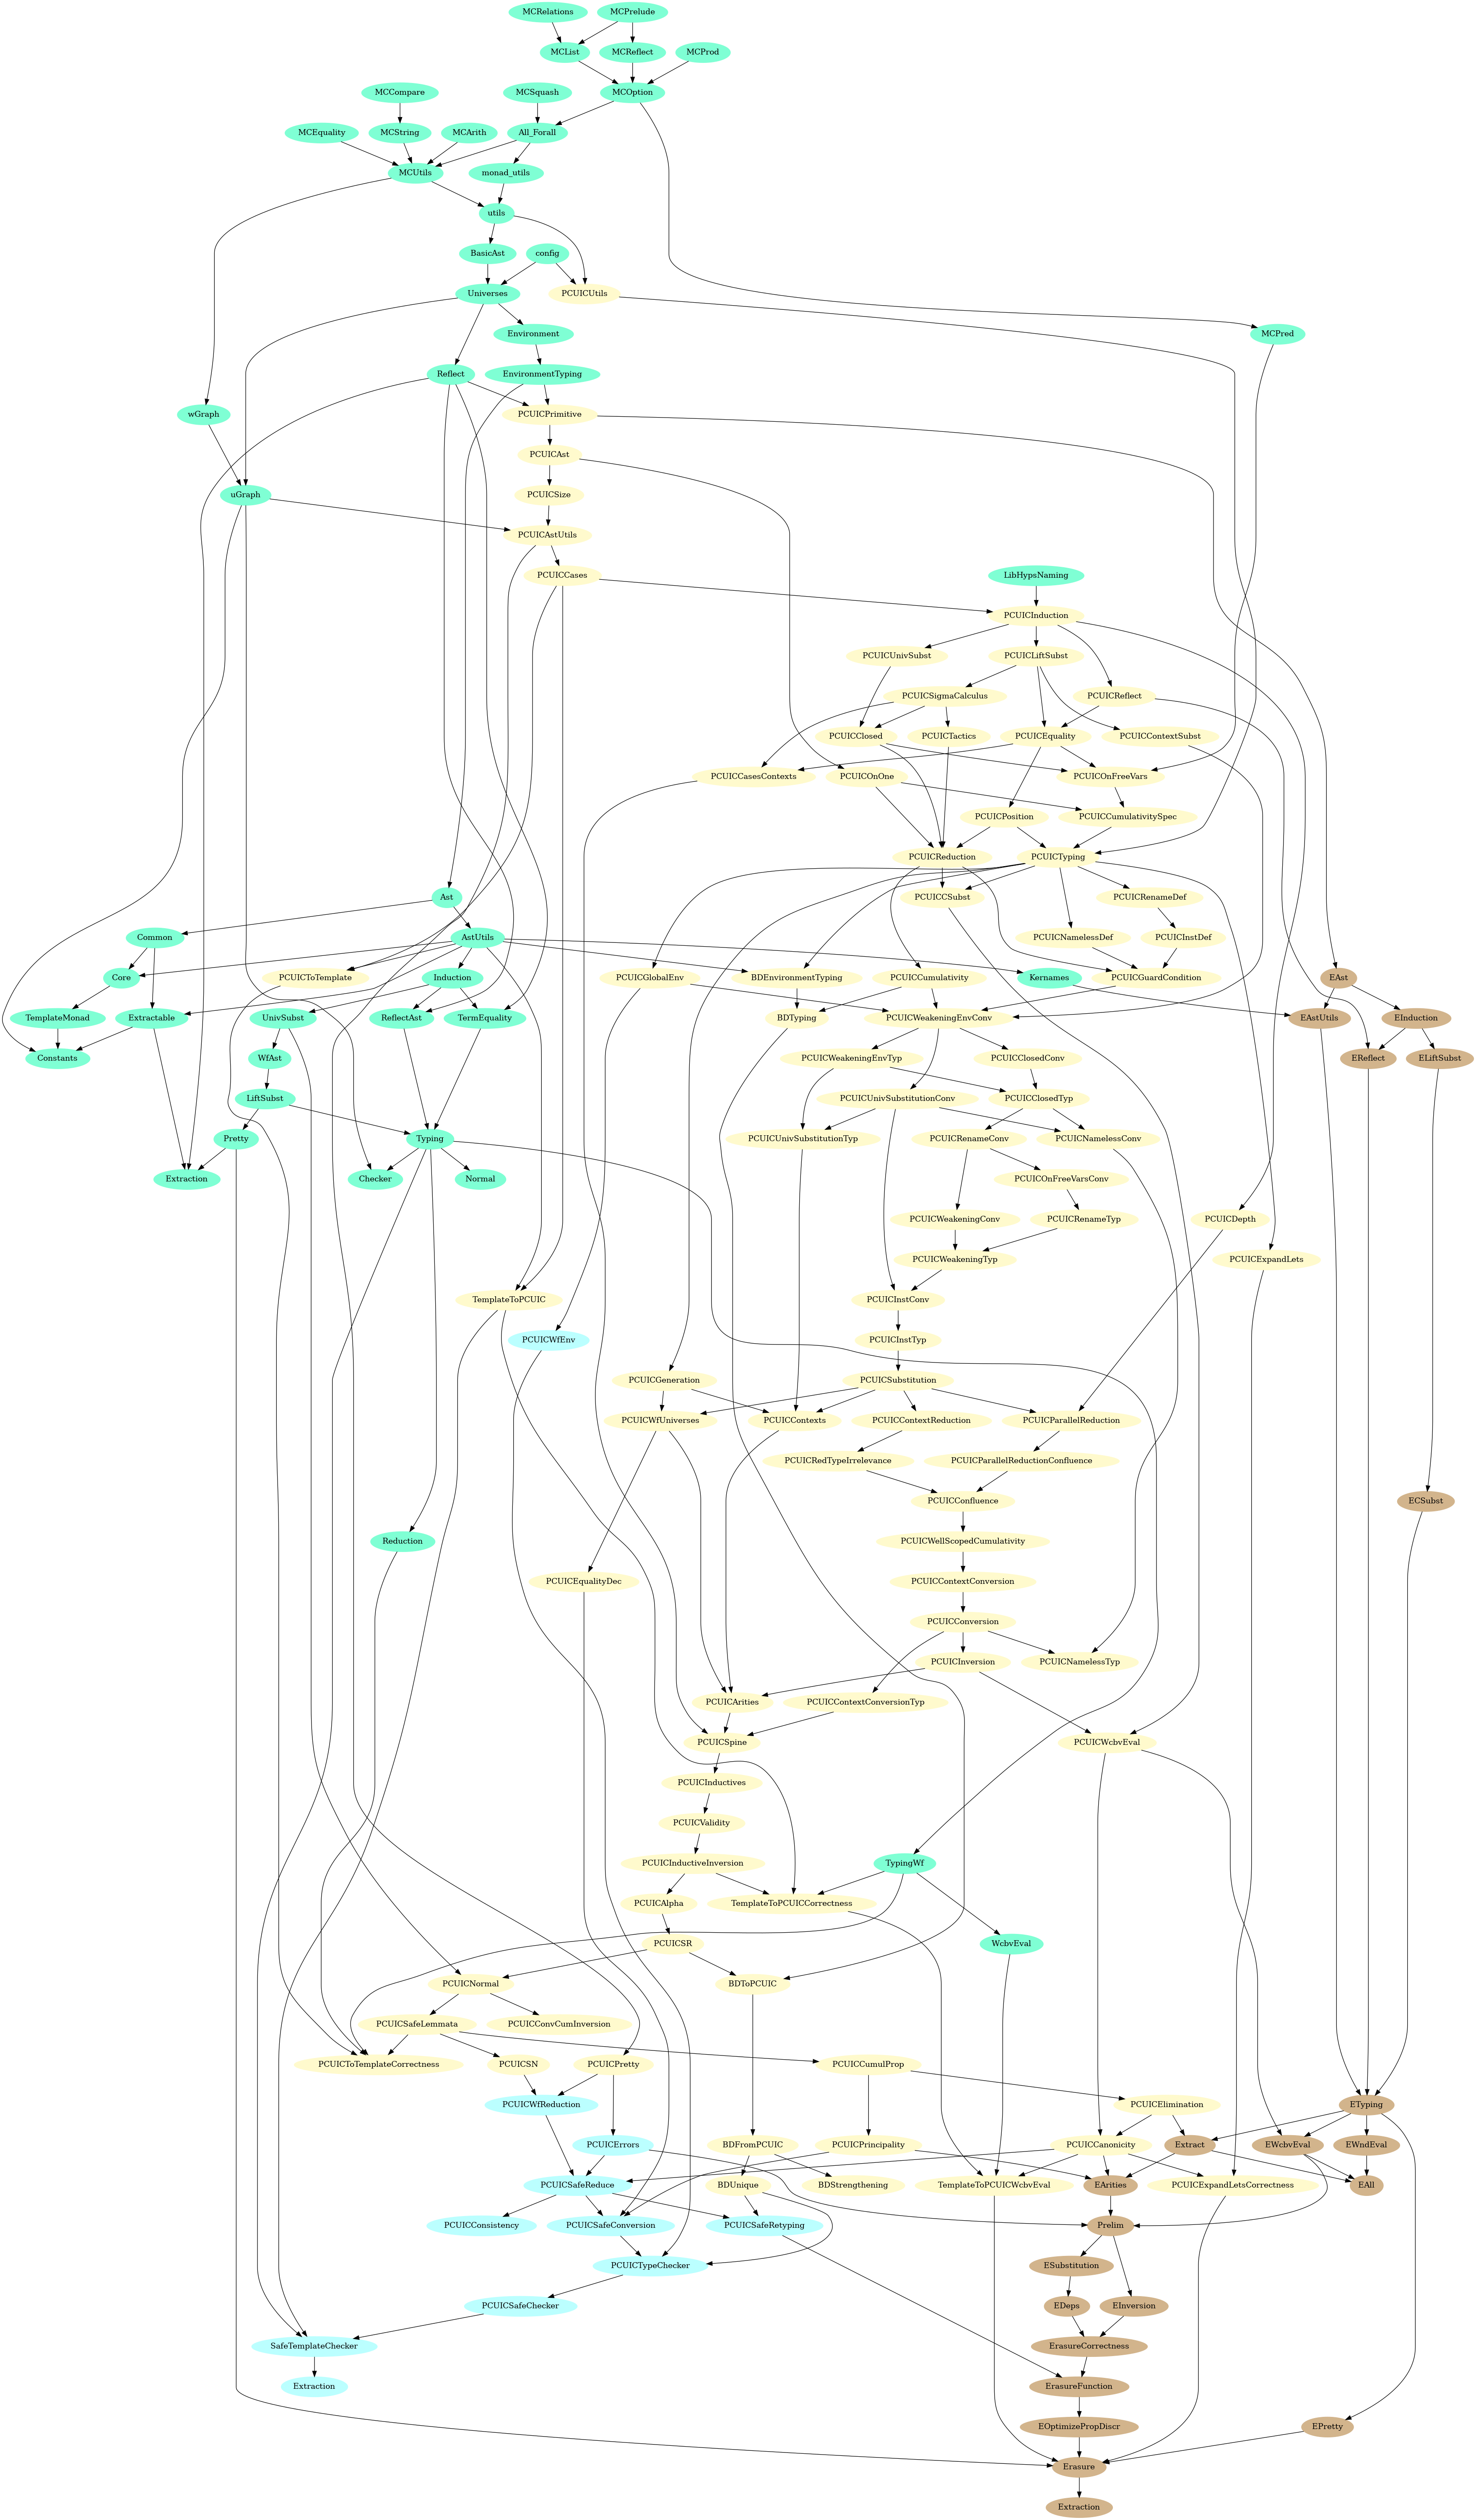 MCRelations
MCPrelude
MCList
MCReflect
MCProd
MCCompare
MCSquash
MCOption
MCEquality
MCString
MCArith
All_Forall
MCUtils
monad_utils
utils
BasicAst
config
Universes
PCUICUtils
Environment
MCPred
Reflect
EnvironmentTyping
wGraph
PCUICPrimitive
PCUICAst
uGraph
PCUICSize
PCUICAstUtils
PCUICCases
LibHypsNaming
PCUICInduction
PCUICUnivSubst
PCUICLiftSubst
PCUICSigmaCalculus
PCUICReflect
PCUICClosed
PCUICTactics
PCUICEquality
PCUICContextSubst
PCUICCasesContexts
PCUICOnOne
PCUICOnFreeVars
PCUICPosition
PCUICCumulativitySpec
PCUICReduction
PCUICTyping
Ast
PCUICCSubst
PCUICRenameDef
Common
AstUtils
PCUICNamelessDef
PCUICInstDef
Core
PCUICToTemplate
Induction
PCUICGlobalEnv
BDEnvironmentTyping
PCUICCumulativity
Kernames
PCUICGuardCondition
EAst
TemplateMonad
Extractable
UnivSubst
ReflectAst
TermEquality
BDTyping
PCUICWeakeningEnvConv
EAstUtils
EInduction
Constants
WfAst
PCUICWeakeningEnvTyp
PCUICClosedConv
EReflect
ELiftSubst
LiftSubst
PCUICUnivSubstitutionConv
PCUICClosedTyp
Pretty
Typing
PCUICUnivSubstitutionTyp
PCUICRenameConv
PCUICNamelessConv
Extraction
Checker
Normal
PCUICOnFreeVarsConv
PCUICWeakeningConv
PCUICRenameTyp
PCUICDepth
PCUICWeakeningTyp
PCUICExpandLets
TemplateToPCUIC
PCUICInstConv
PCUICWfEnv
PCUICInstTyp
PCUICGeneration
PCUICSubstitution
PCUICWfUniverses
PCUICContexts
PCUICContextReduction
PCUICParallelReduction
PCUICRedTypeIrrelevance
PCUICParallelReductionConfluence
PCUICConfluence
ECSubst
Reduction
PCUICWellScopedCumulativity
PCUICEqualityDec
PCUICContextConversion
PCUICConversion
PCUICInversion
PCUICNamelessTyp
PCUICArities
PCUICContextConversionTyp
PCUICSpine
PCUICWcbvEval
PCUICInductives
PCUICValidity
PCUICInductiveInversion
TypingWf
PCUICAlpha
TemplateToPCUICCorrectness
PCUICSR
WcbvEval
PCUICNormal
BDToPCUIC
PCUICSafeLemmata
PCUICConvCumInversion
PCUICToTemplateCorrectness
PCUICSN
PCUICPretty
PCUICCumulProp
PCUICWfReduction
PCUICElimination
ETyping
PCUICErrors
BDFromPCUIC
PCUICPrincipality
PCUICCanonicity
Extract
EWcbvEval
EWndEval
PCUICSafeReduce
BDUnique
BDStrengthening
TemplateToPCUICWcbvEval
EArities
PCUICExpandLetsCorrectness
EAll
PCUICConsistency
PCUICSafeConversion
PCUICSafeRetyping
Prelim
PCUICTypeChecker
ESubstitution
PCUICSafeChecker
EDeps
EInversion
SafeTemplateChecker
ErasureCorrectness
Extraction
ErasureFunction
EOptimizePropDiscr
EPretty
Erasure
Extraction